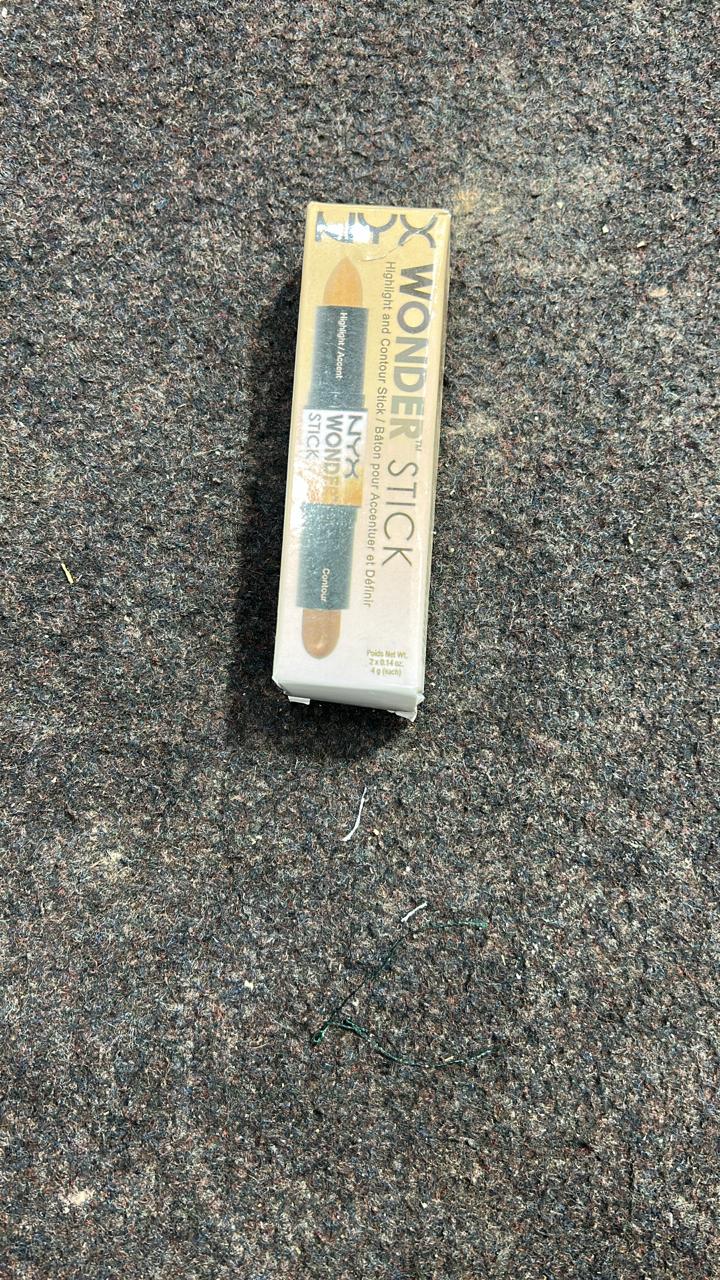 NYX
WONDER™ STICK
Highlight and Contour Stick / Bâton pour Accentuer et Définir
Highlight / Accent
NYX
WONDER
STICK
Contour
Poids Net Wt.
2 x 0.14 oz.
4 g (each)